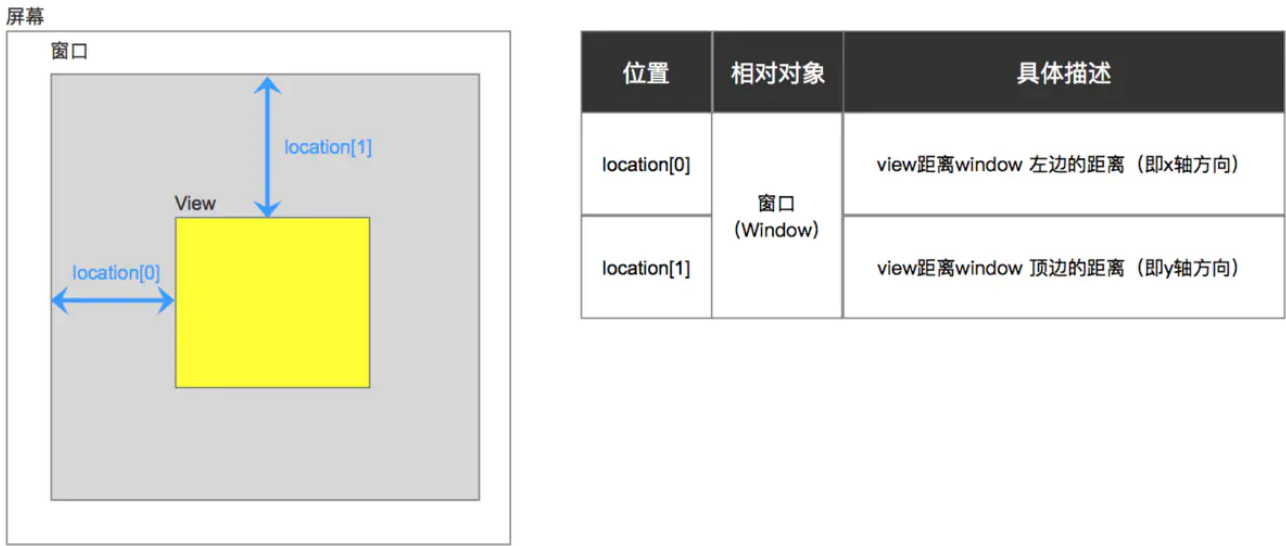 屏幕
窗口
location[1]
View
location[0]
位置
相对对象
具体描述
location[0]
窗口
（Window）
view距离window 左边的距离（即x轴方向）
location[1]
view距离window 顶边的距离（即y轴方向）